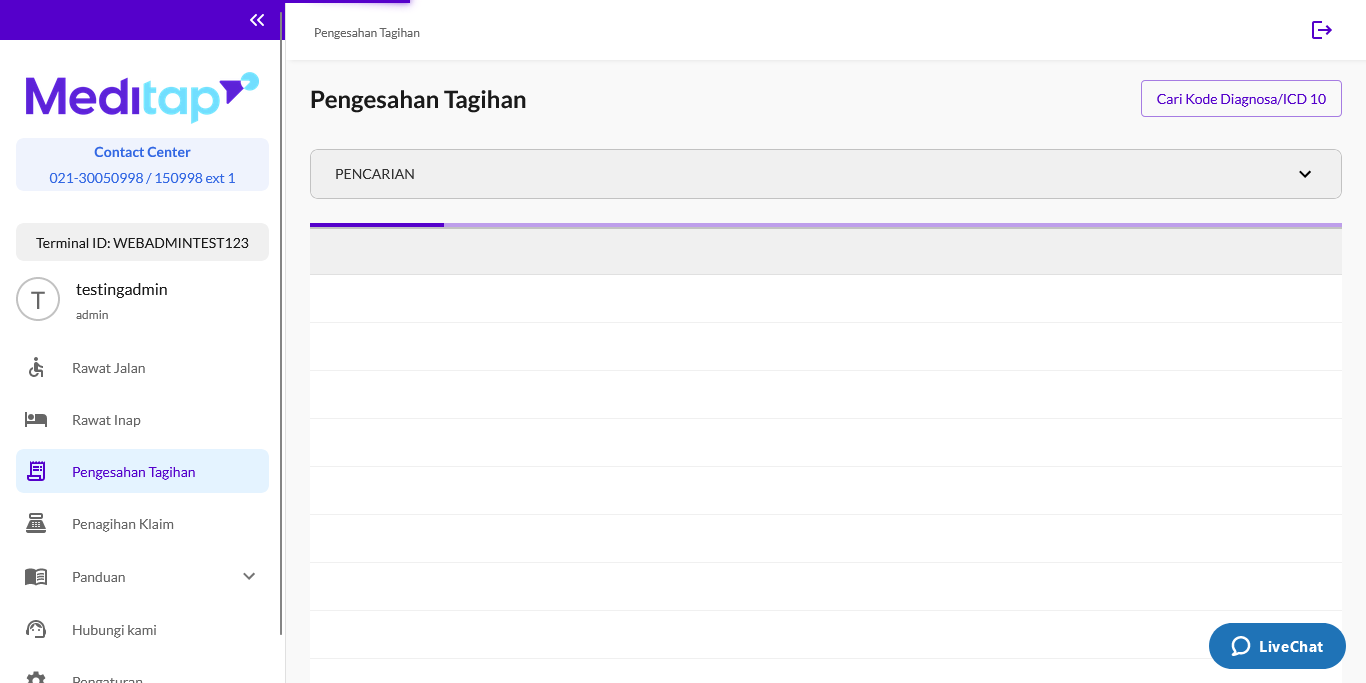 Pengesahan Tagihan
Meditap
Contact Center
021-30050998 / 150998 ext 1
Terminal ID: WEBADMINTEST123
T
testingadmin
admin
Rawat Jalan
Rawat Inap
Pengesahan Tagihan
Penagihan Klaim
Panduan
Hubungi kami
Pengaturan
Pengesahan Tagihan
Cari Kode Diagnosa/ICD 10
PENCARIAN
LiveChat